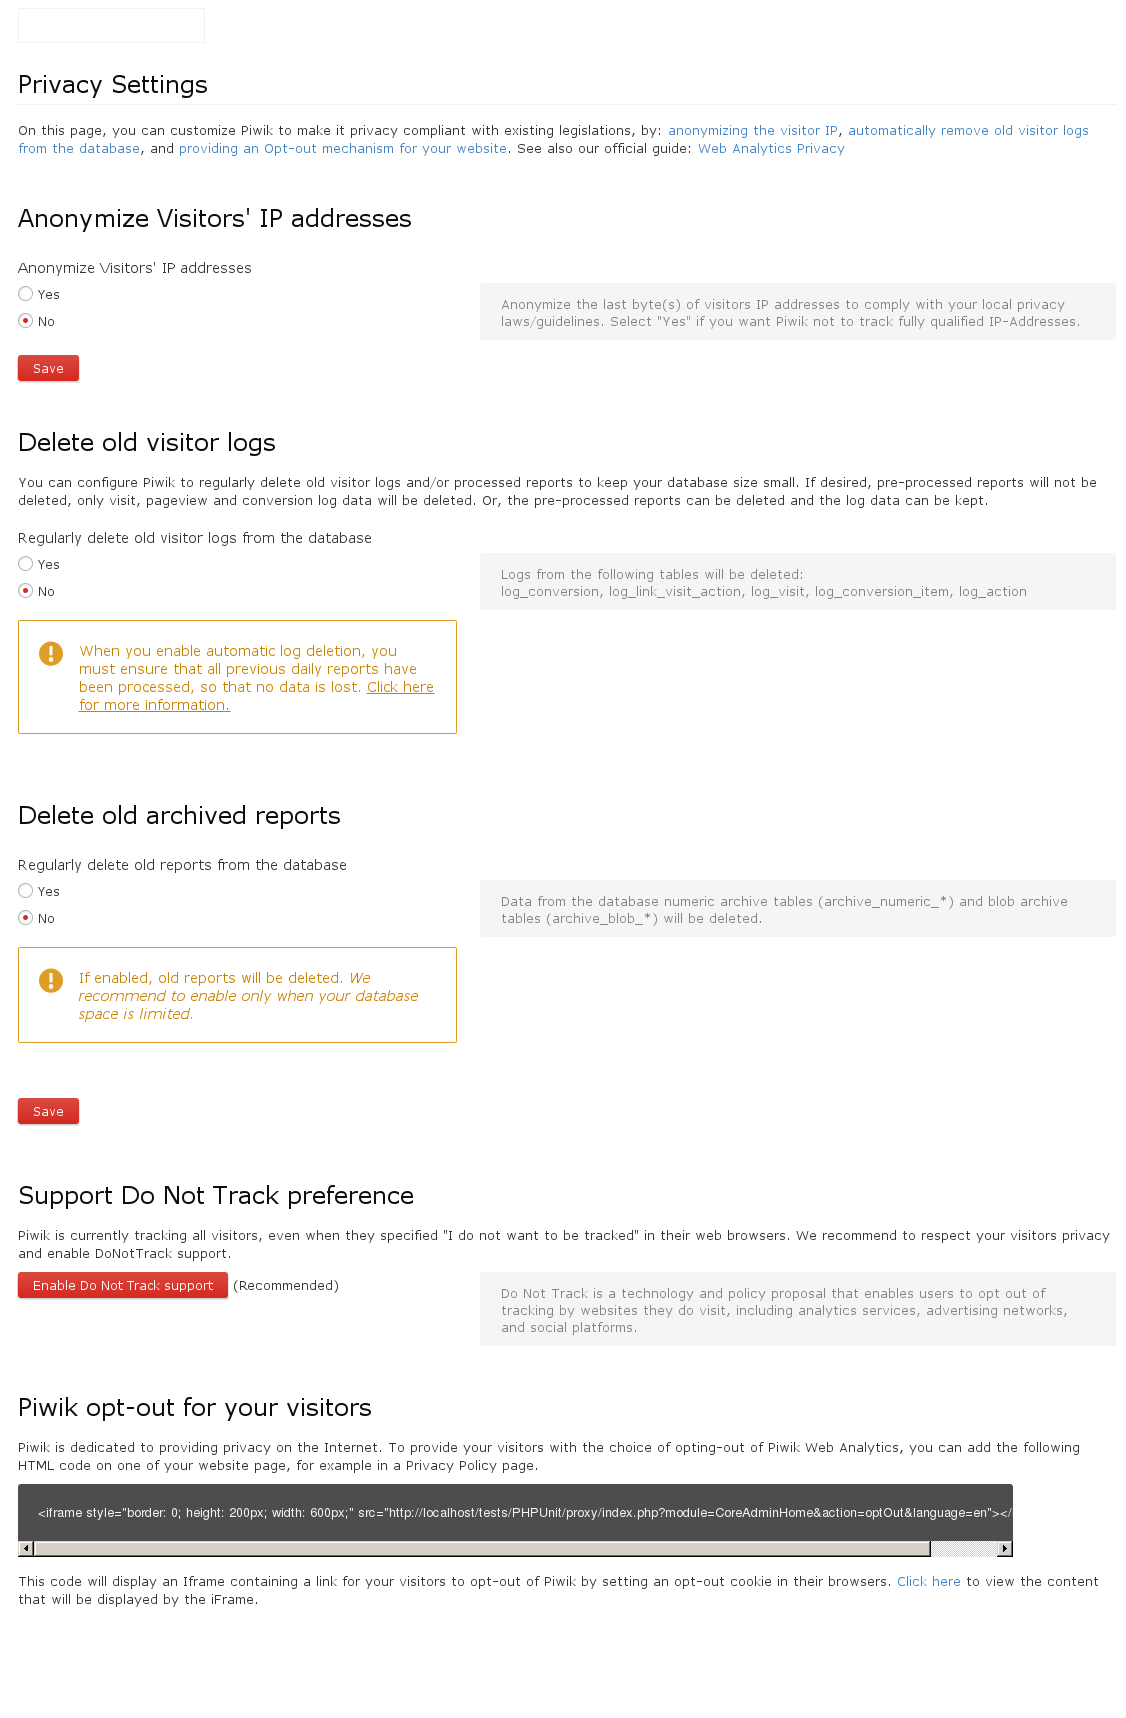 Privacy Settings
On this page, you can customize Piwik to make it privacy compliant with existing legislations, by: anonymizing the visitor IP, automatically remove old visitor logs
from the database, and providing an Opt-out mechanism for your website. See also our official guide: Web Analytics Privacy
Anonymize Visitors' IP addresses
Anonymize Visitors' IP addresses
Yes
No
Anonymize the last byte(s) of visitors IP addresses to comply with your local privacy
laws/guidelines. Select "Yes" if you want Piwik not to track fully qualified IP-Addresses.
Save
Delete old visitor logs
You can configure Piwik to regularly delete old visitor logs and/or processed reports to keep your database size small. If desired, pre-processed reports will not be
deleted, only visit, pageview and conversion log data will be deleted. Or, the pre-processed reports can be deleted and the log data can be kept.
Regularly delete old visitor logs from the database
Yes
No
Logs from the following tables will be deleted:
log_conversion, log_link_visit_action, log_visit, log_conversion_item, log_action
When you enable automatic log deletion, you
must ensure that all previous daily reports have
been processed, so that no data is lost. Click here
for more information.
Delete old archived reports
Regularly delete old reports from the database
Yes
No
Data from the database numeric archive tables (archive_numeric_*) and blob archive
tables (archive_blob_*) will be deleted.
If enabled, old reports will be deleted. We
recommend to enable only when your database
space is limited.
Save
Support Do Not Track preference
Piwik is currently tracking all visitors, even when they specified "I do not want to be tracked" in their web browsers. We recommend to respect your visitors privacy
and enable DoNotTrack support.
Enable Do Not Track support (Recommended)
Do Not Track is a technology and policy proposal that enables users to opt out of
tracking by websites they do visit, including analytics services, advertising networks,
and social platforms.
Piwik opt-out for your visitors
Piwik is dedicated to providing privacy on the Internet. To provide your visitors with the choice of opting-out of Piwik Web Analytics, you can add the following
HTML code on one of your website page, for example in a Privacy Policy page.
<iframe style="border: 0; height: 200px; width: 600px;" src="http://localhost/tests/PHPUnit/proxy/index.php?module=CoreAdminHome&action=optOut&language=en"></
This code will display an Iframe containing a link for your visitors to opt-out of Piwik by setting an opt-out cookie in their browsers. Click here to view the content
that will be displayed by the iFrame.